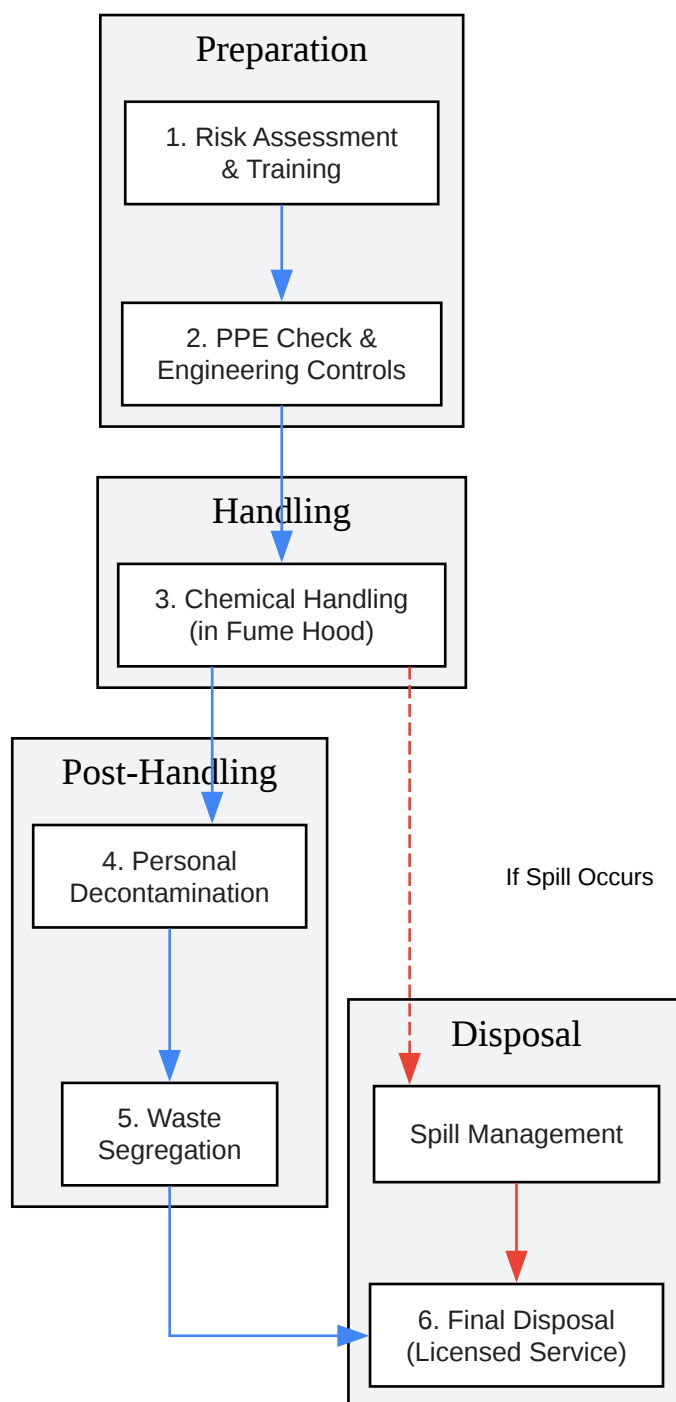 Preparation
1. Risk Assessment
& Training
2. PPE Check &
Engineering Controls
Handling
3. Chemical Handling
(in Fume Hood)
Post-Handling
4. Personal
Decontamination
If Spill Occurs
5. Waste
Segregation
Disposal
Spill Management
6. Final Disposal
(Licensed Service)